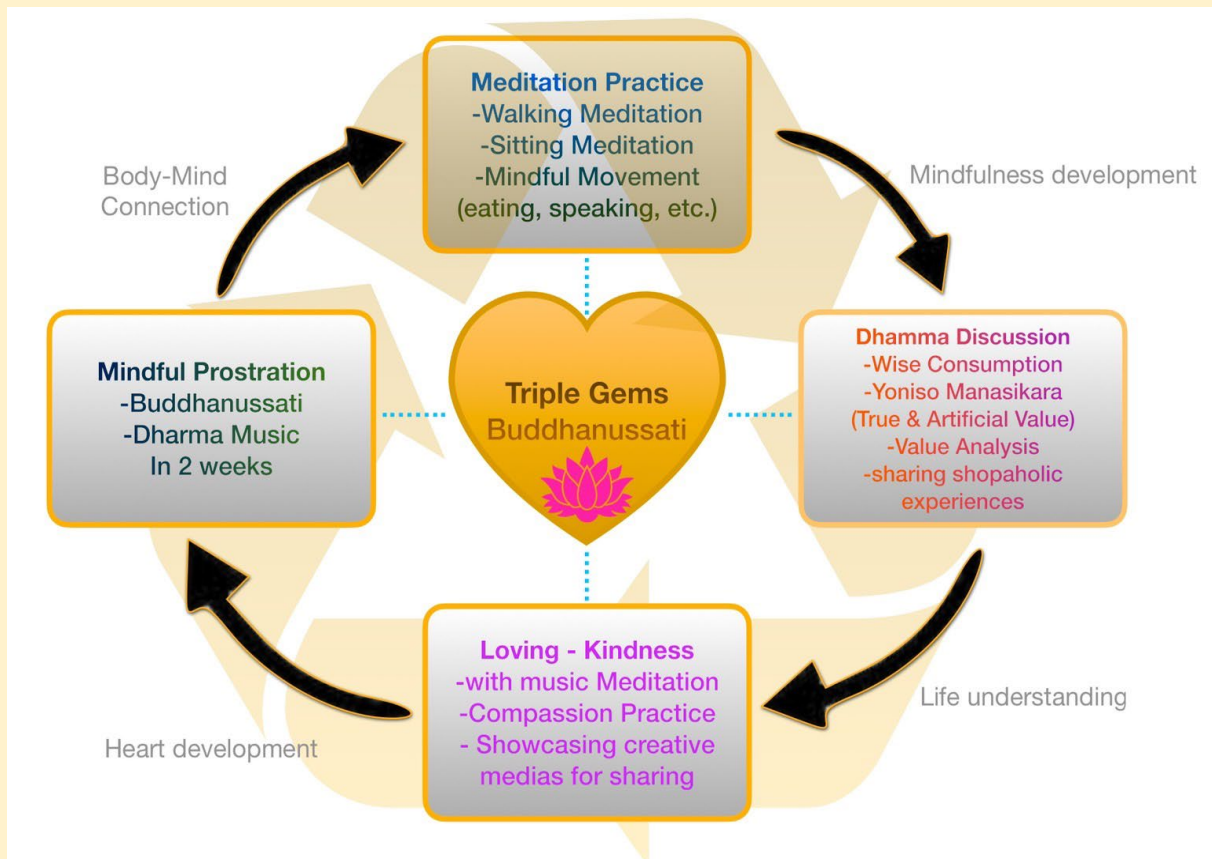 Meditation Practice
-Walking Meditation
-Sitting Meditation
-Mindful Movement
(eating, speaking, etc.)
Mindfulness development
Dhamma Discussion
-Wise Consumption
-Yoniso Manasikara
(True & Artificial Value)
-Value Analysis
-sharing shopaholic
experiences
Life understanding
Loving - Kindness
-with music Meditation
-Compassion Practice
- Showcasing creative
medias for sharing
Heart development
Mindful Prostration
-Buddhanussati
-Dharma Music
In 2 weeks
Body-Mind
Connection
Triple Gems
Buddhanussati